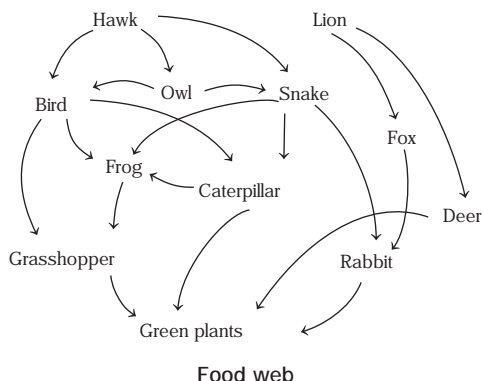 Hawk
Lion
Owl
Snake
Bird
Fox
Frog
Caterpillar
Deer
Grasshopper
Rabbit
Green plants
Food web